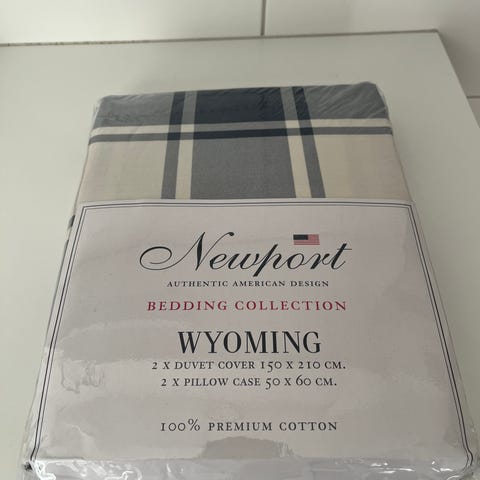 Newport
AUTHENTIC AMERICAN DESIGN
BEDDING COLLECTION
WYOMING
2 X DUVET COVER 150 X 210 CM.
2 X PILLOW CASE 50 X 60 CM.
100% PREMIUM COTTON